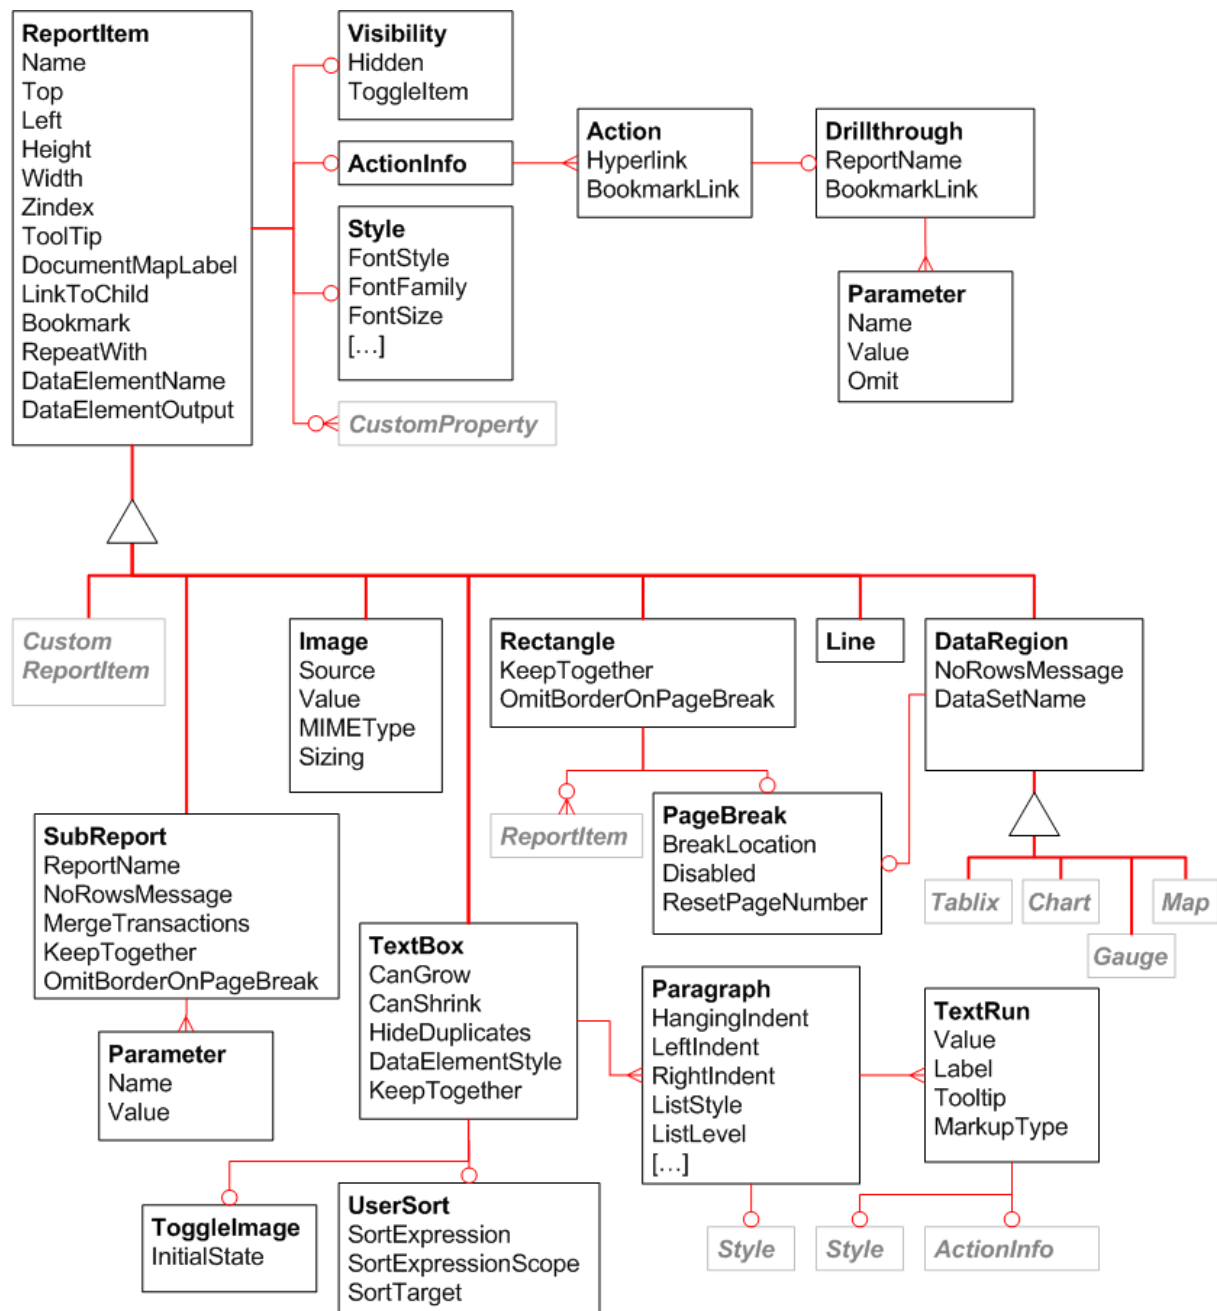 ReportItem
Name
Top
Left
Height
Width
Zindex
ToolTip
DocumentMapLabel
LinkToChild
Bookmark
RepeatWith
DataElementName
DataElementOutput
Visibility
Hidden
ToggleItem
ActionInfo
Style
FontStyle
FontFamily
FontSize
[...]
CustomProperty
Action
Hyperlink
BookmarkLink
Drillthrough
ReportName
BookmarkLink
Parameter
Name
Value
Omit
Custom
ReportItem
SubReport
ReportName
NoRowsMessage
MergeTransactions
KeepTogether
OmitBorderOnPageBreak
Parameter
Name
Value
Image
Source
Value
MIMEType
Sizing
TextBox
CanGrow
CanShrink
HideDuplicates
DataElementStyle
KeepTogether
ToggleImage
InitialState
UserSort
SortExpression
SortExpressionScope
SortTarget
Rectangle
KeepTogether
OmitBorderOnPageBreak
ReportItem
PageBreak
BreakLocation
Disabled
ResetPageNumber
Line
DataRegion
NoRowsMessage
DataSetName
Tablix
Chart
Gauge
Map
Paragraph
HangingIndent
LeftIndent
RightIndent
ListStyle
ListLevel
[...]
Style
TextRun
Value
Label
Tooltip
MarkupType
Style
ActionInfo